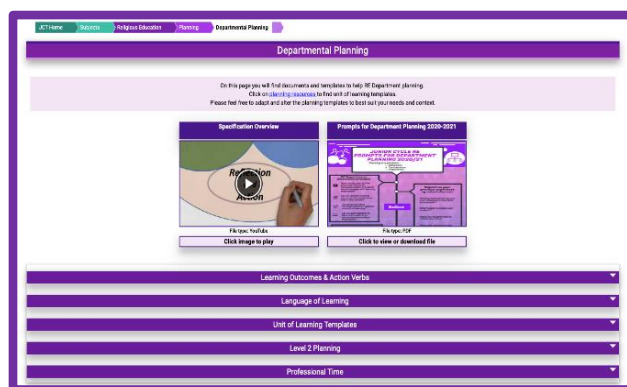 JCT Home
Subjects
Religious Education
Planning
Departmental Planning
Departmental Planning
On this page you will find documents and templates to help RE Department planning.
Click on planning resources to find unit of learning templates.
Please feel free to adapt and alter the planning templates to best suit your needs and context.
Specification Overview
Prompts for Department Planning 2020-2021
Reflection
Action
JUNIOR CYCLE RE
PROMPTS FOR DEPARTMENT
PLANNING 2020/21
File type: YouTube
File type: PDF
Click image to play
Click to view or download file
Learning Outcomes & Action Verbs
Language of Learning
Unit of Learning Templates
Level 2 Planning
Professional Time